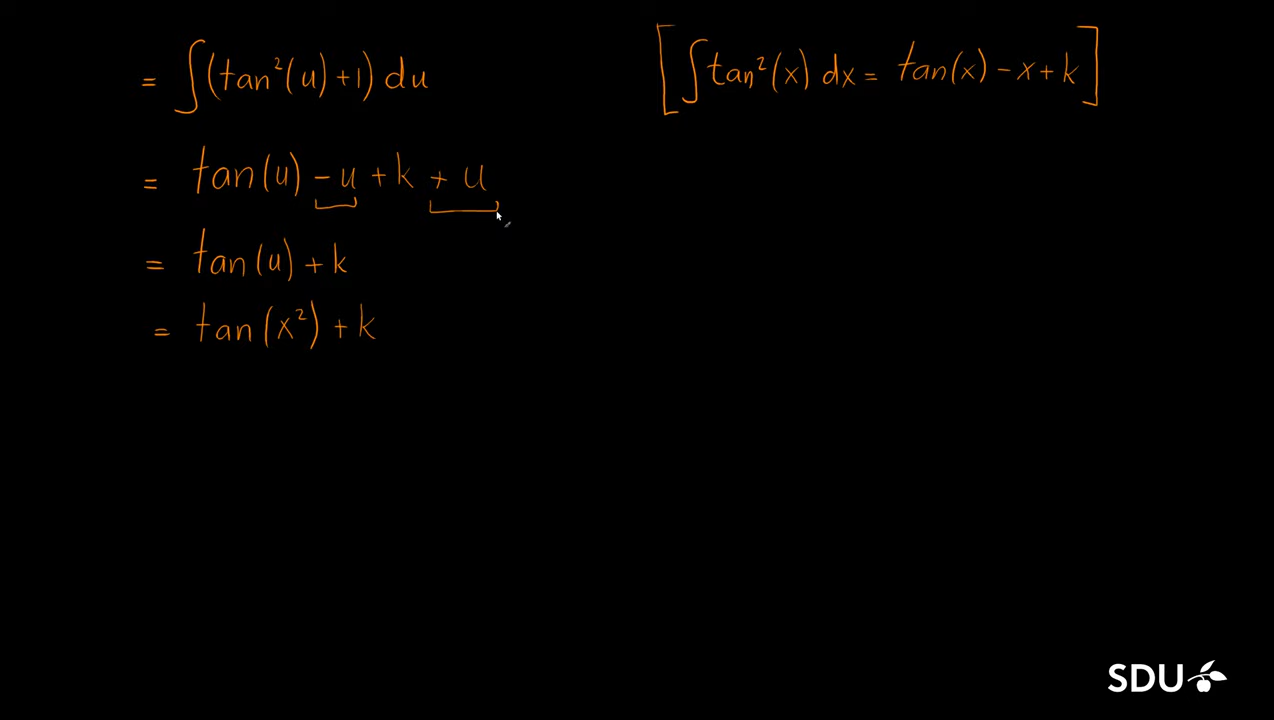 = ∫(tan²(u)+1) du
[∫tan²(x) dx = tan(x) − x + k]
= tan(u) − u + k + u
= tan(u) + k
= tan(x²) + k
SDU